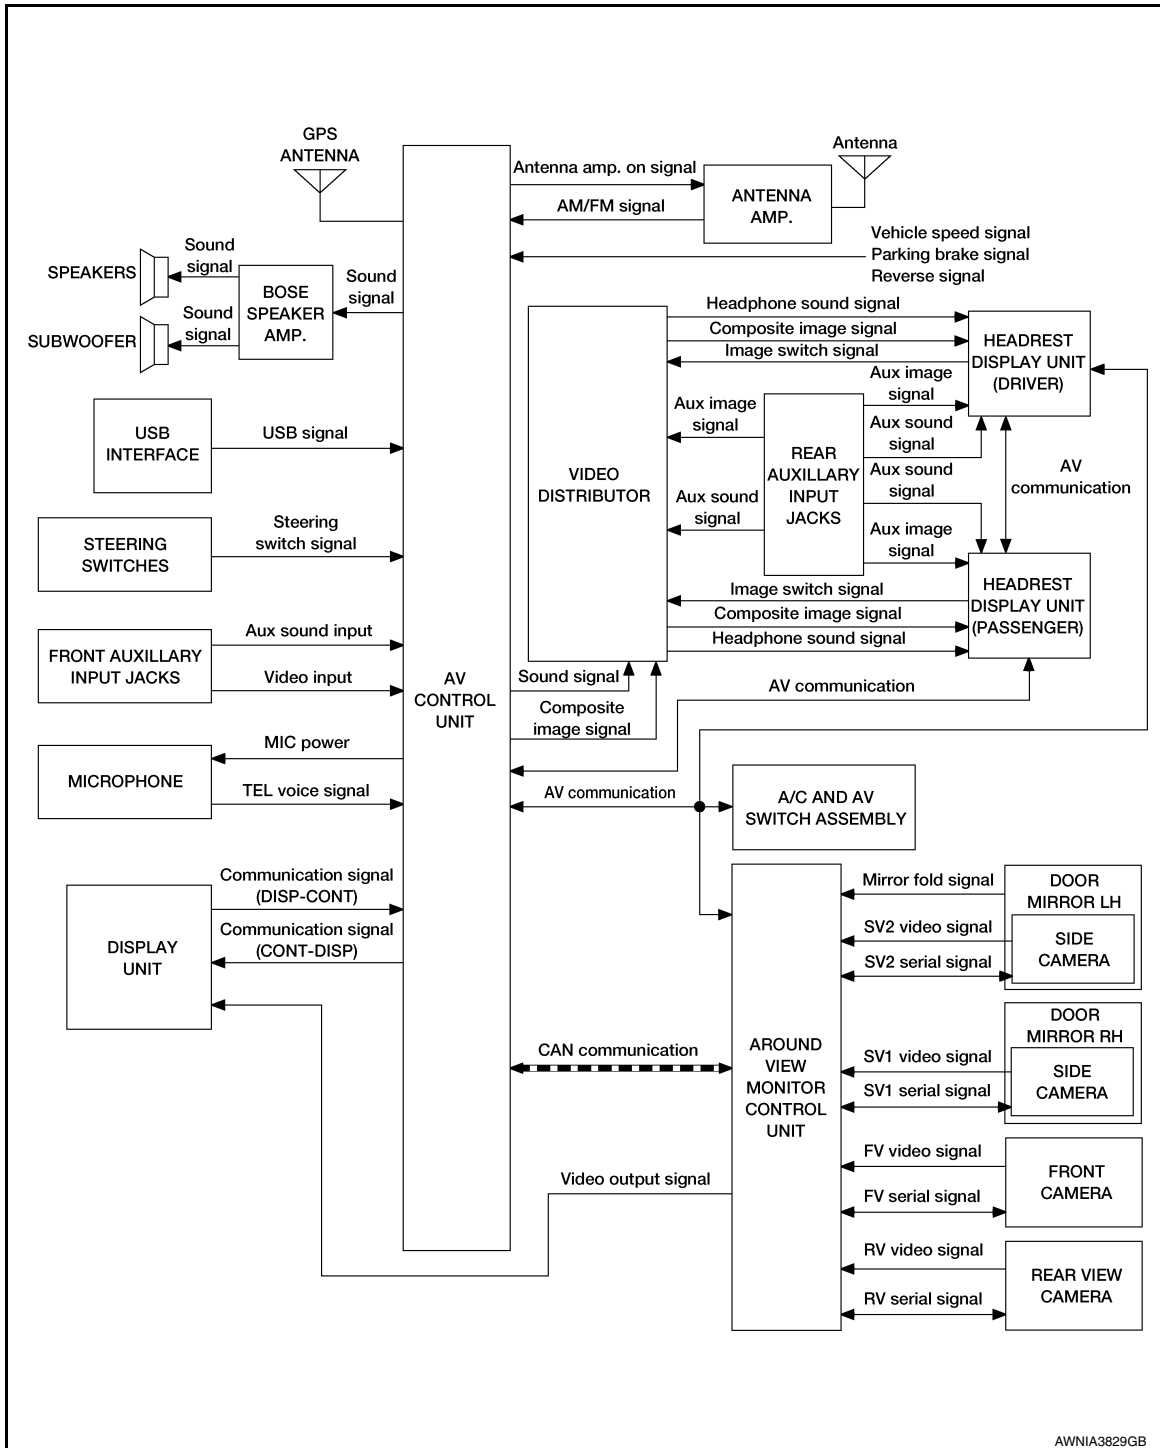 GPS
ANTENNA
Antenna
Antenna amp. on signal
ANTENNA
AMP.
AM/FM signal
Vehicle speed signal
Parking brake signal
Reverse signal
Sound
signal
SPEAKERS
BOSE
SPEAKER
AMP.
Sound
signal
Sound
signal
SUBWOOFER
Headphone sound signal
Composite image signal
Image switch signal
HEADREST
DISPLAY UNIT
(DRIVER)
Aux image
signal
Aux image
signal
Aux sound
signal
USB
INTERFACE
USB signal
VIDEO
DISTRIBUTOR
REAR
AUXILLARY
INPUT
JACKS
Aux sound
signal
AV
communication
Aux sound
signal
Aux image
signal
STEERING
SWITCHES
Steering
switch signal
Image switch signal
Composite image signal
Headphone sound signal
HEADREST
DISPLAY UNIT
(PASSENGER)
FRONT AUXILLARY
INPUT JACKS
Aux sound input
Video input
AV
CONTROL
UNIT
Sound signal
Composite
image signal
AV communication
MICROPHONE
MIC power
TEL voice signal
AV communication
A/C AND AV
SWITCH ASSEMBLY
DISPLAY
UNIT
Communication signal
(DISP-CONT)
Communication signal
(CONT-DISP)
Mirror fold signal
DOOR
MIRROR LH
SV2 video signal
SIDE
CAMERA
SV2 serial signal
CAN communication
AROUND
VIEW
MONITOR
CONTROL
UNIT
DOOR
MIRROR RH
SV1 video signal
SIDE
CAMERA
SV1 serial signal
FV video signal
FRONT
CAMERA
FV serial signal
Video output signal
RV video signal
REAR VIEW
CAMERA
RV serial signal
AWNIA3829GB